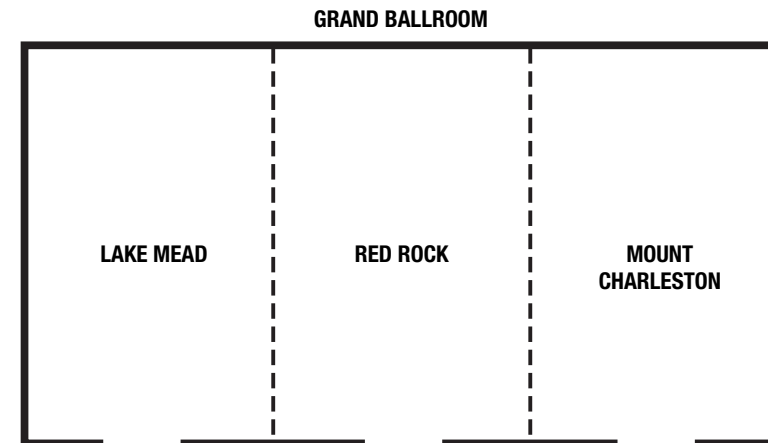 GRAND BALLROOM
LAKE MEAD
RED ROCK
MOUNT
CHARLESTON